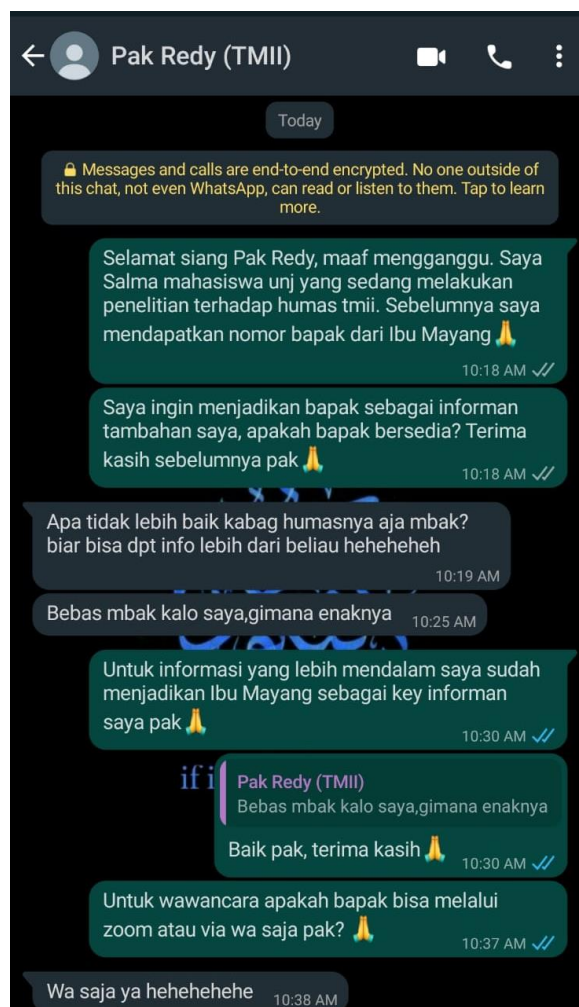 Pak Redy (TMII)
Today
🔒 Messages and calls are end-to-end encrypted. No one outside of
this chat, not even WhatsApp, can read or listen to them. Tap to learn
more.
Selamat siang Pak Redy, maaf mengganggu. Saya
Salma mahasiswa unj yang sedang melakukan
penelitian terhadap humas tmii. Sebelumnya saya
mendapatkan nomor bapak dari Ibu Mayang🙏
10:18 AM
Saya ingin menjadikan bapak sebagai informan
tambahan saya, apakah bapak bersedia? Terima
kasih sebelumnya pak🙏
10:18 AM
Apa tidak lebih baik kabag humasnya aja mbak?
biar bisa dpt info lebih dari beliau heheheheh
10:19 AM
Bebas mbak kalo saya,gimana enaknya 10:25 AM
Untuk informasi yang lebih mendalam saya sudah
menjadikan Ibu Mayang sebagai key informan
saya pak🙏
10:30 AM
if i
Pak Redy (TMII)
Bebas mbak kalo saya,gimana enaknya
Baik pak, terima kasih🙏 10:30 AM
Untuk wawancara apakah bapak bisa melalui
zoom atau via wa saja pak? 🙏
10:37 AM
Wa saja ya hehehehehe 10:38 AM